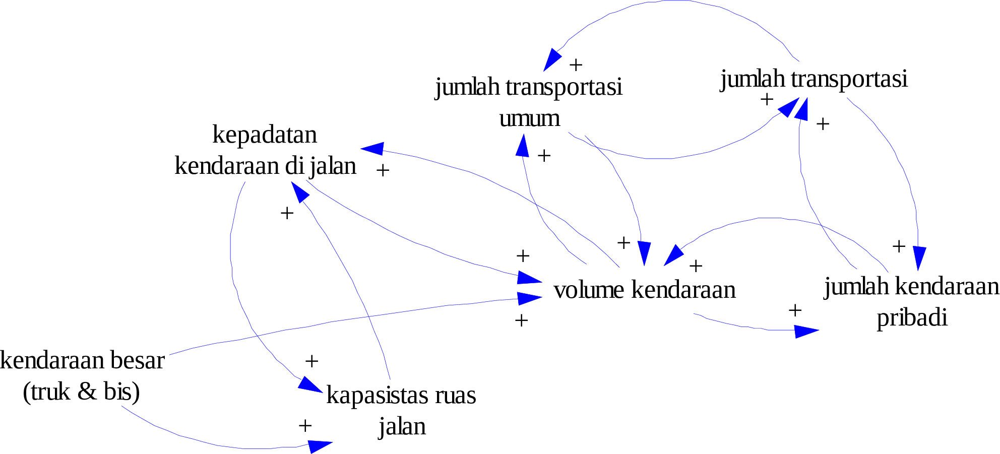 +
jumlah transportasi
umum
jumlah transportasi
+
+
kepadatan
kendaraan di jalan
+
+
+
+
+
+
+
volume kendaraan
+
+
jumlah kendaraan
pribadi
+
kendaraan besar
(truk & bis)
+
kapasistas ruas
jalan
+